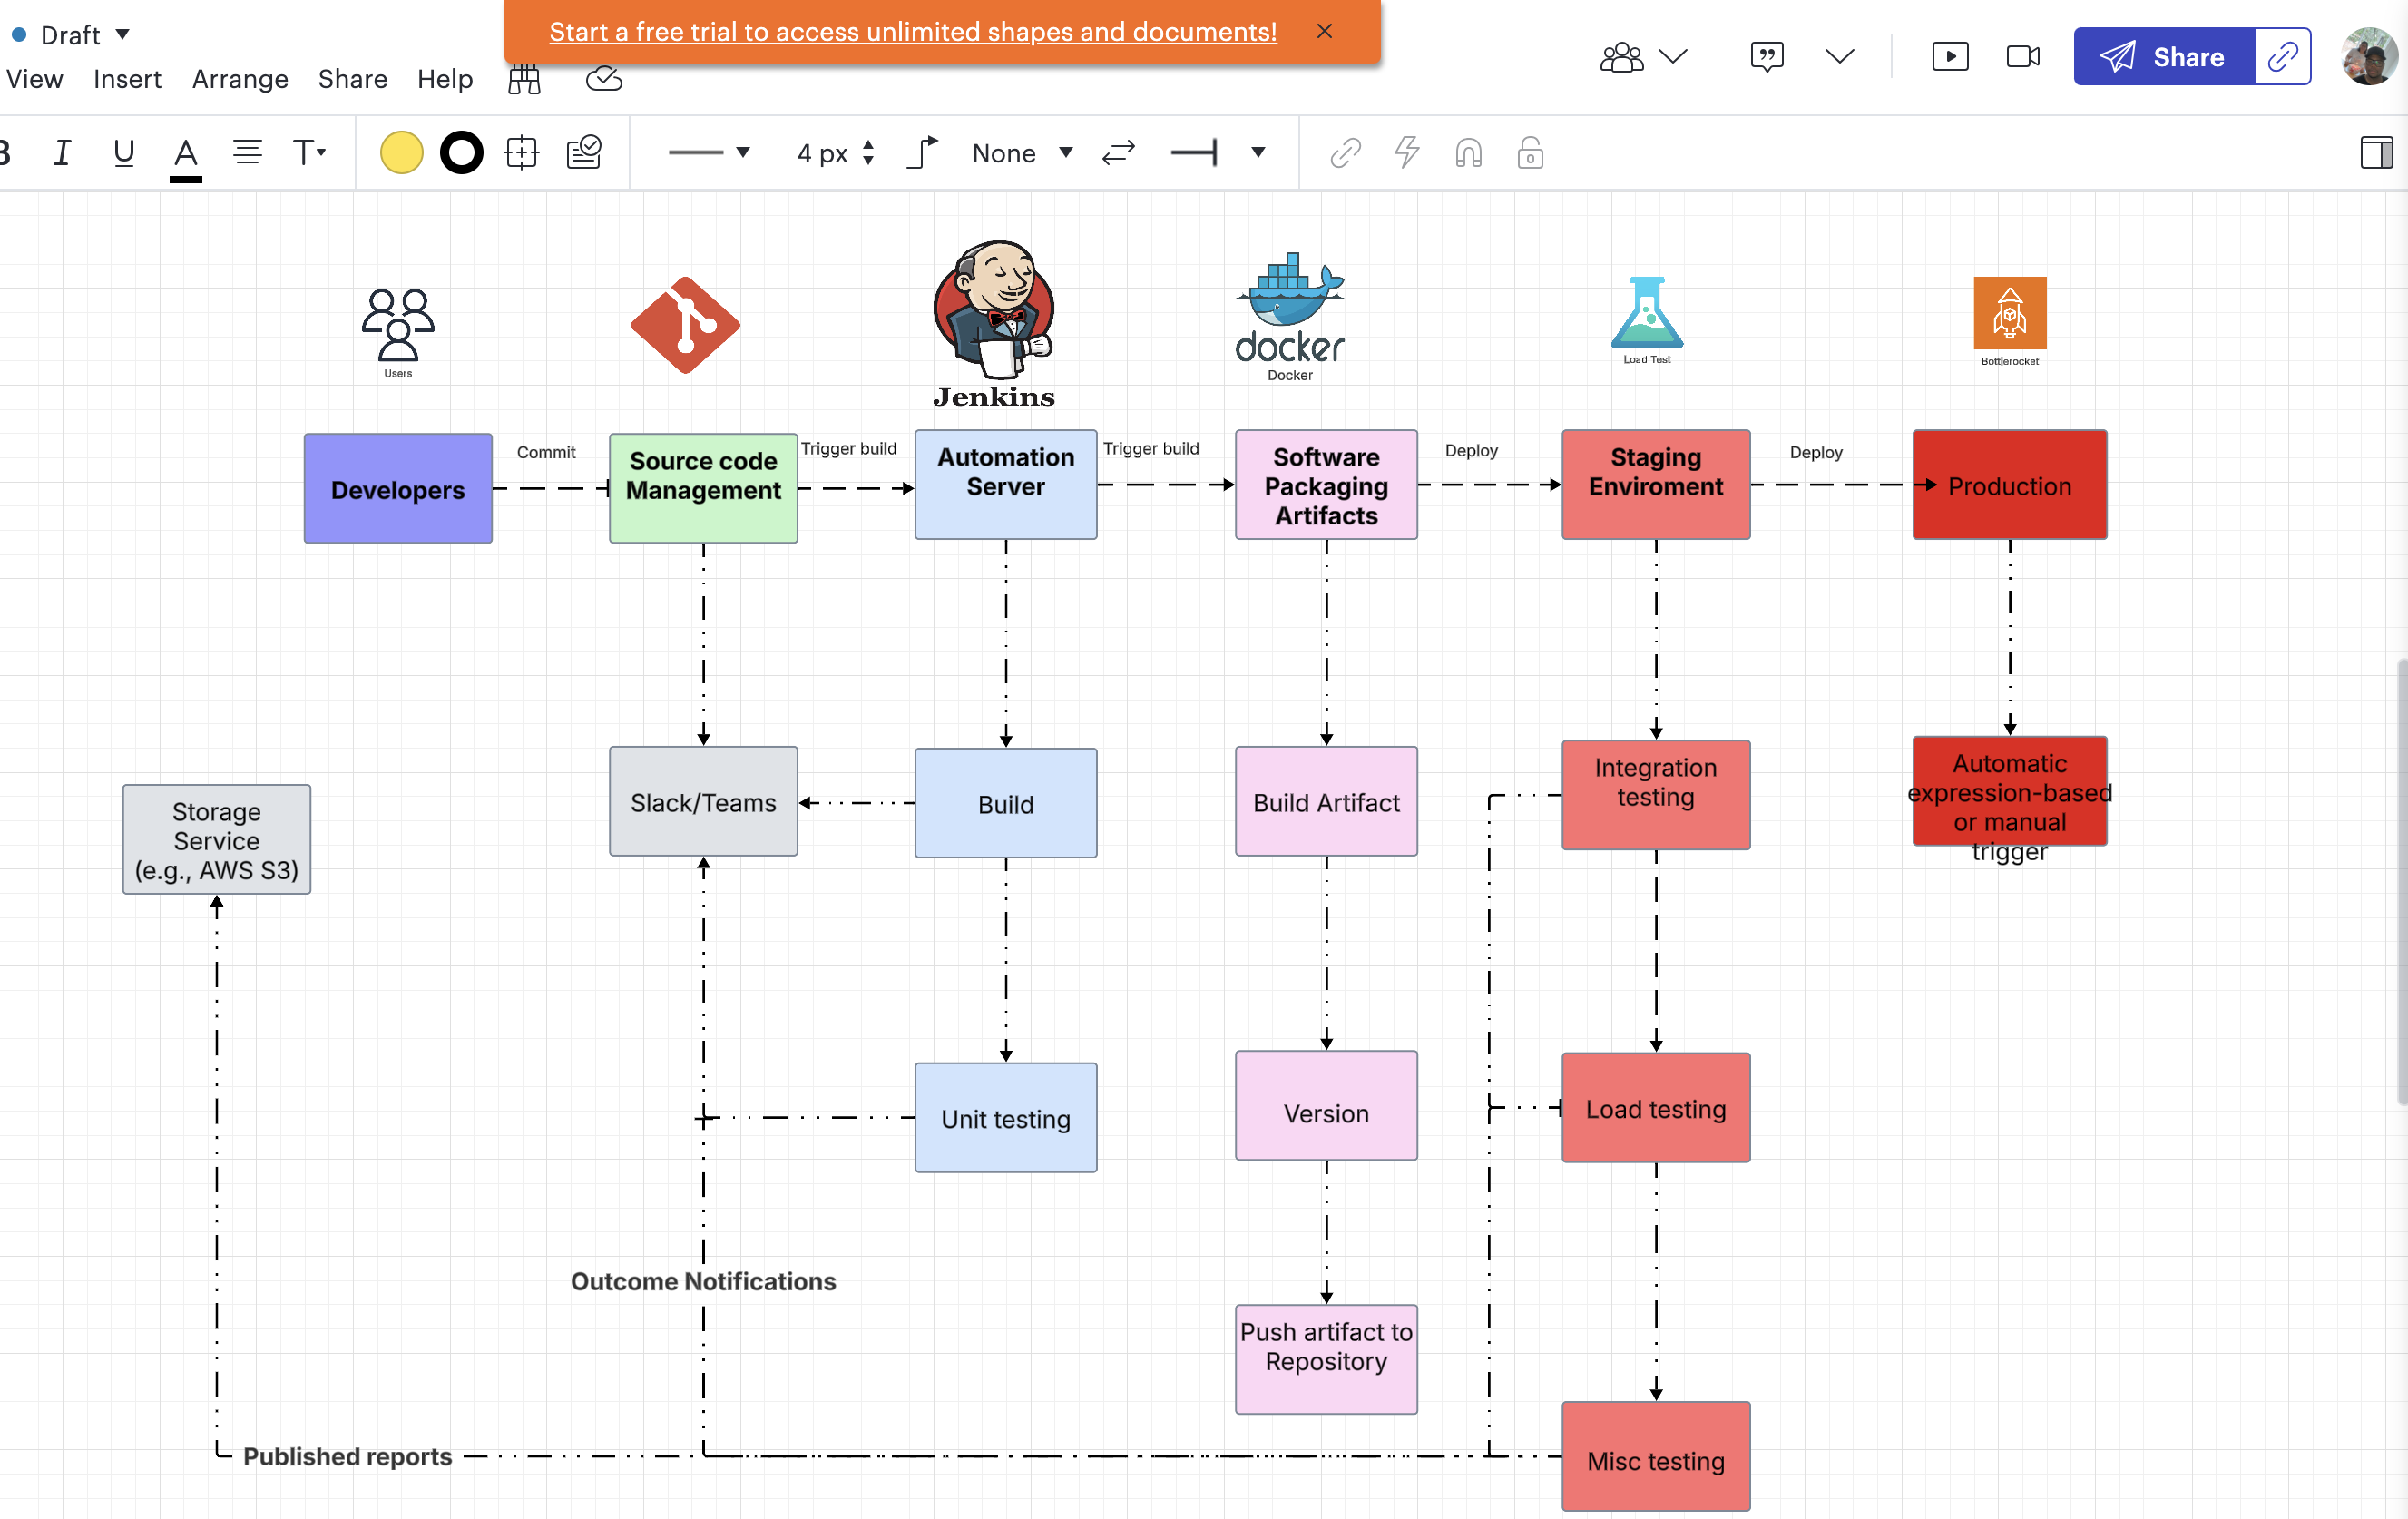 Start a free trial to access unlimited shapes and documents!
Draft
View Insert Arrange Share Help
Share
B I U A T
4 px
None
Users
Jenkins
docker
Docker
Load Test
Bottlerocket
Developers
Commit
Source code
Management
Trigger build
Automation
Server
Trigger build
Software
Packaging
Artifacts
Deploy
Staging
Enviroment
Deploy
Production
Storage
Service
(e.g., AWS S3)
Slack/Teams
Build
Build Artifact
Integration
testing
Automatic
expression-based
or manual
trigger
Unit testing
Version
Load testing
Outcome Notifications
Push artifact to
Repository
Published reports
Misc testing